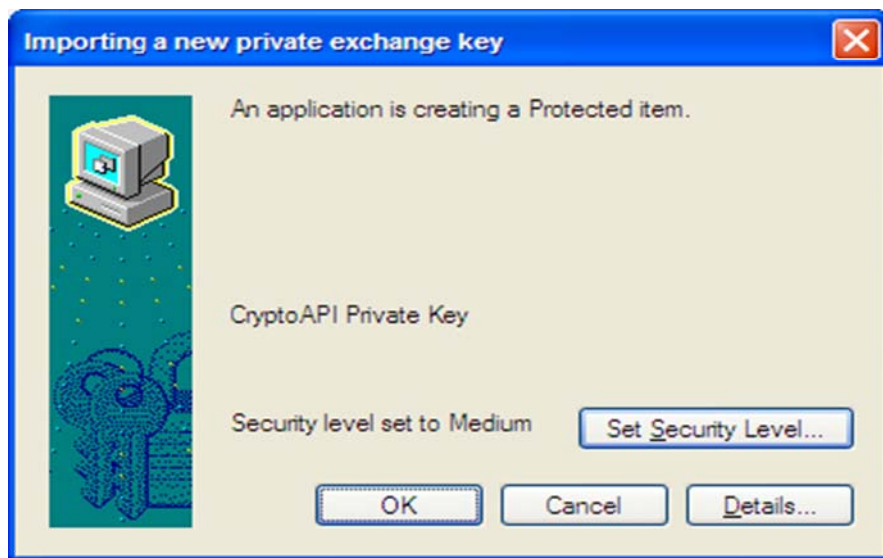 Importing a new private exchange key
An application is creating a Protected item.
CryptoAPI Private Key
Security level set to Medium
Set Security Level...
OK
Cancel
Details...